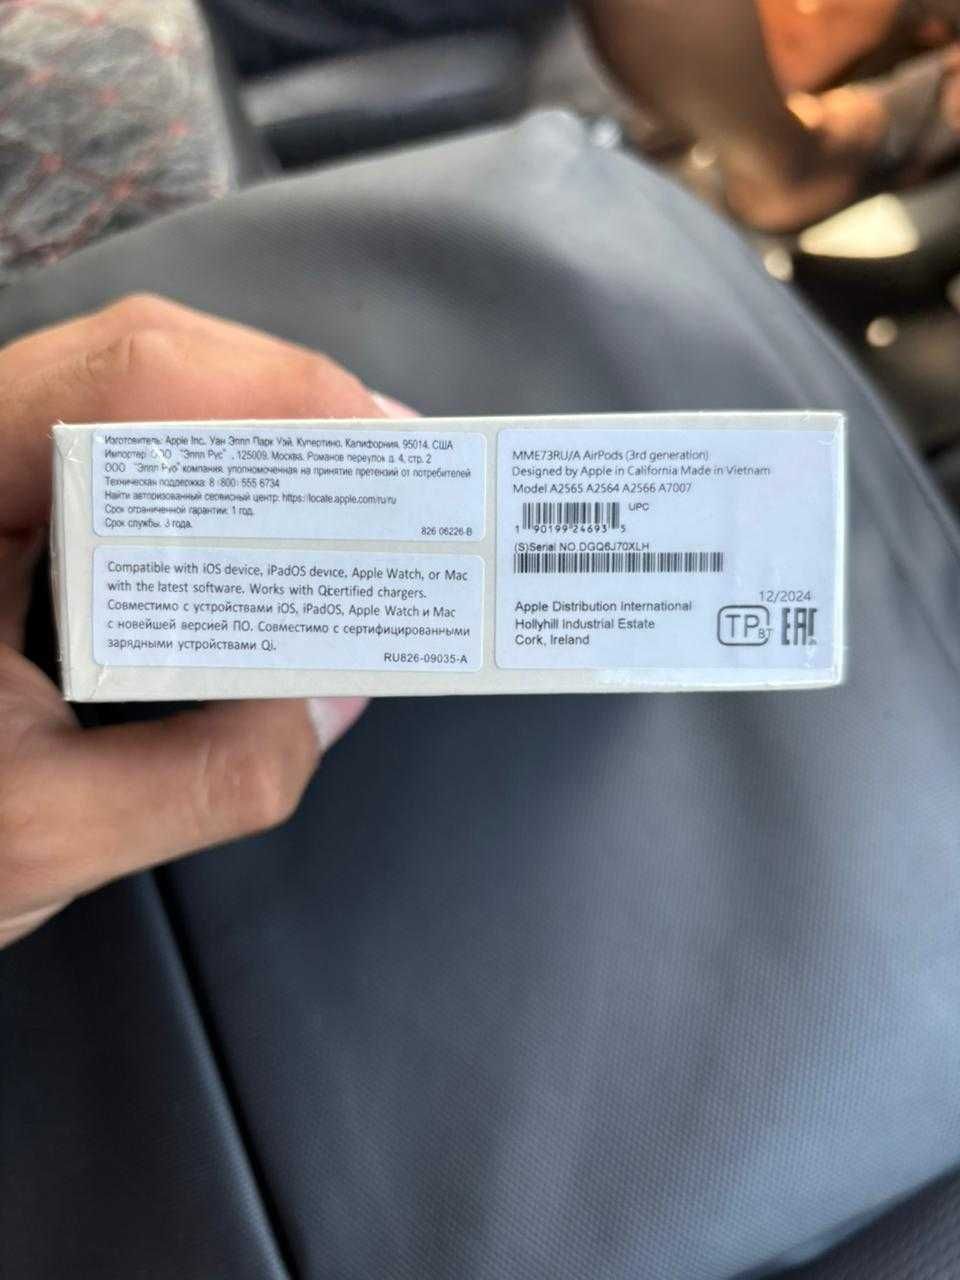 Изготовитель: Apple Inc. Уан Эппл Парк Уэй, Купертино, Калифорния, 95014, США
Импортер ООО "Эппл Рус" , 125009, Москва, Романов переулок д. 4, стр. 2
ООО "Эппл Рус" компания, уполномоченная на принятие претензий от потребителей
Техническая поддержка: 8 (800) 555 6734
Найти авторизованный сервисный центр: https://locale.apple.com/ru/ru
Срок ограниченной гарантии: 1 год.
Срок службы: 3 года.
826 06226-B
Compatible with iOS device, iPadOS device, Apple Watch, or Mac
with the latest software. Works with Qi certified chargers.
Совместимо с устройствами iOS, iPadOS, Apple Watch и Mac
с новейшей версией ПО. Совместимо с сертифицированными
зарядными устройствами Qi.
RU826-09035-A
MME73RU/A AirPods (3rd generation)
Designed by Apple in California Made in Vietnam
Model A2565 A2564 A2566 A7007
UPC
1 90199 24693 5
(S)Serial NO.DGQ6J70XLH
12/2024
Apple Distribution International
Hollyhill Industrial Estate
Cork, Ireland
TP BT EAC